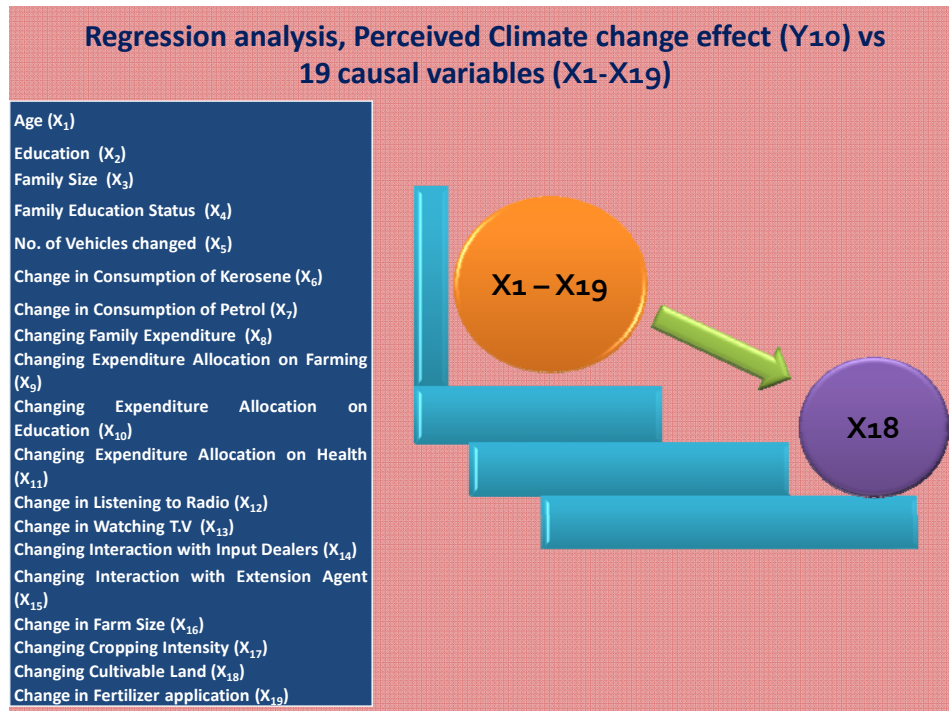 Regression analysis, Perceived Climate change effect (Y10) vs
19 causal variables (X1-X19)
Age (X₁)
Education (X₂)
Family Size (X₃)
Family Education Status (X₄)
No. of Vehicles changed (X₅)
Change in Consumption of Kerosene (X₆)
Change in Consumption of Petrol (X₇)
Changing Family Expenditure (X₈)
Changing Expenditure Allocation on Farming
(X₉)
Changing Expenditure Allocation on
Education (X₁₀)
Changing Expenditure Allocation on Health
(X₁₁)
Change in Listening to Radio (X₁₂)
Change in Watching T.V (X₁₃)
Changing Interaction with Input Dealers (X₁₄)
Changing Interaction with Extension Agent
(X₁₅)
Change in Farm Size (X₁₆)
Changing Cropping Intensity (X₁₇)
Changing Cultivable Land (X₁₈)
Change in Fertilizer application (X₁₉)
X1 – X19
X18